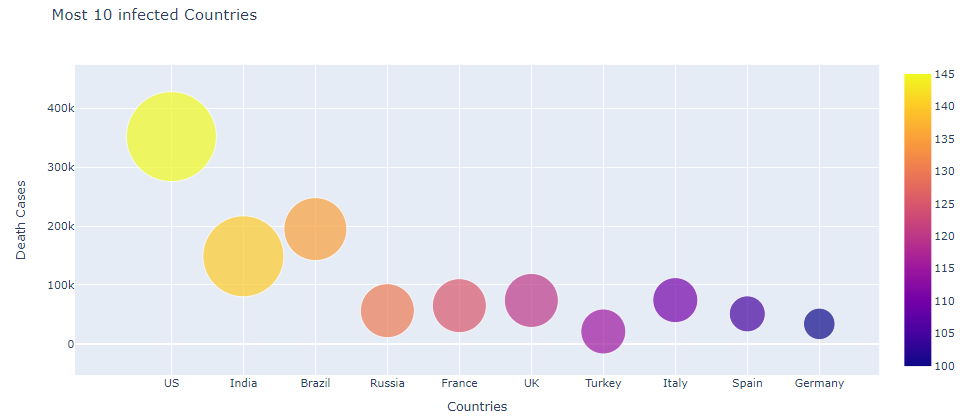 Most 10 infected Countries
Death Cases
400k
300k
200k
100k
0
US India Brazil Russia France UK Turkey Italy Spain Germany
Countries
145
140
135
130
125
120
115
110
105
100